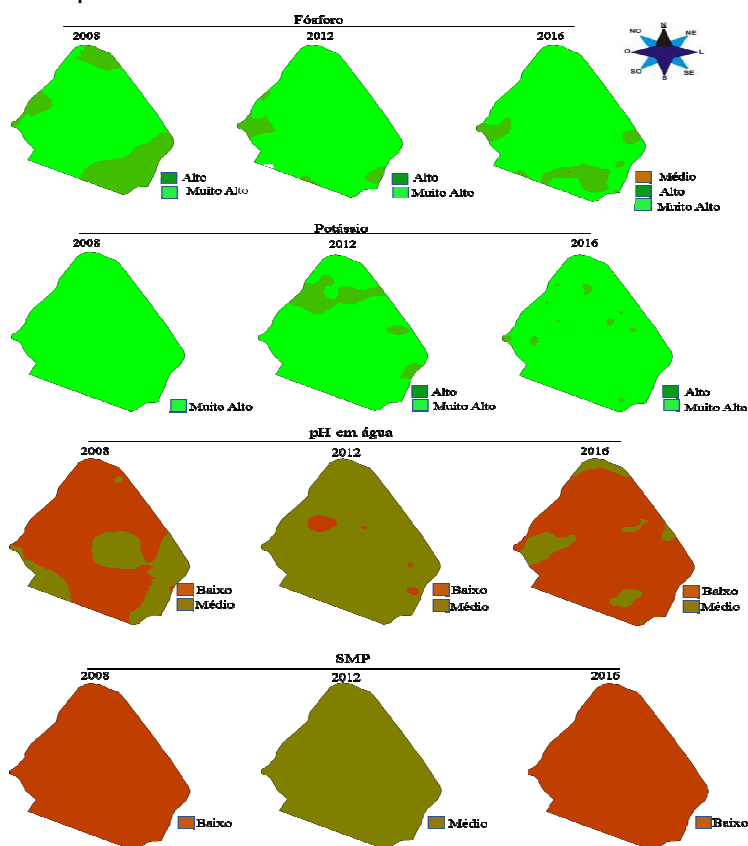 Fósforo
2008 2012 2016
N
NO NE
O L
SO SE
S
Alto
Muito Alto
Alto
Muito Alto
Médio
Alto
Muito Alto
Potássio
2008 2012 2016
Muito Alto
Alto
Muito Alto
Alto
Muito Alto
pH em água
2008 2012 2016
Baixo
Médio
Baixo
Médio
Baixo
Médio
SMP
2008 2012 2016
Baixo
Médio
Baixo